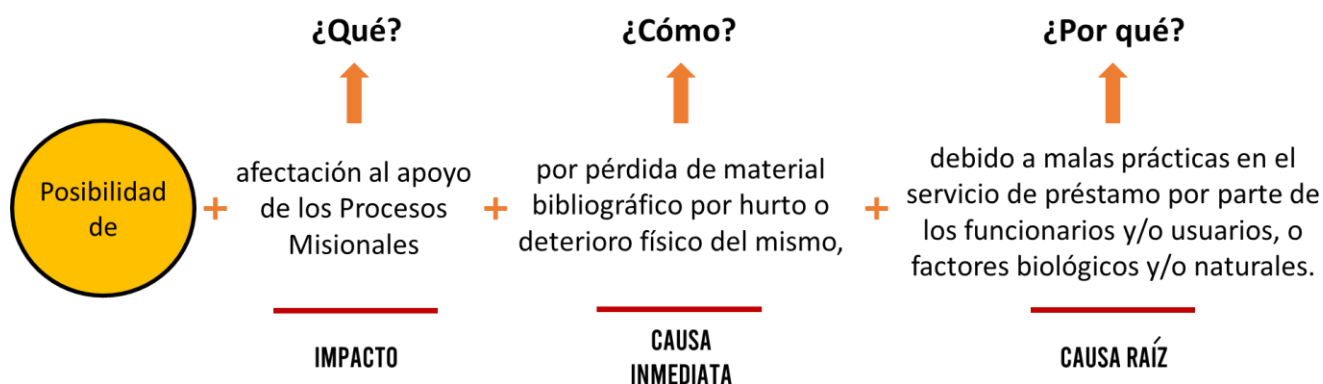 ¿Qué?
¿Cómo?
¿Por qué?
Posibilidad
de
+
afectación al apoyo
de los Procesos
Misionales
+
por pérdida de material
bibliográfico por hurto o
deterioro físico del mismo,
+
debido a malas prácticas en el
servicio de préstamo por parte de
los funcionarios y/o usuarios, o
factores biológicos y/o naturales.
IMPACTO
CAUSA
INMEDIATA
CAUSA RAÍZ